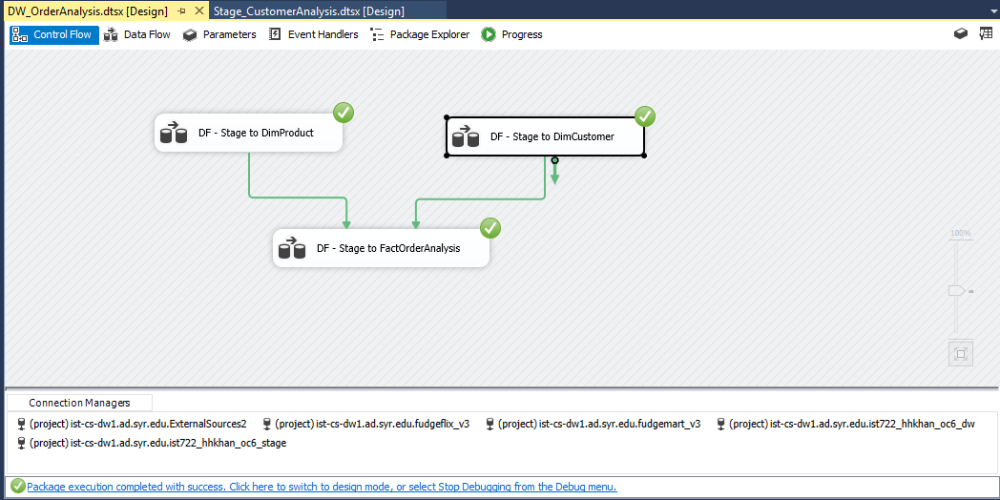 DW_OrderAnalysis.dtsx [Design] Stage_CustomerAnalysis.dtsx [Design]
Control Flow Data Flow Parameters Event Handlers Package Explorer Progress
DF - Stage to DimProduct
DF - Stage to DimCustomer
DF - Stage to FactOrderAnalysis
100%
Connection Managers
(project) ist-cs-dw1.ad.syr.edu.ExternalSources2 (project) ist-cs-dw1.ad.syr.edu.fudgeflix_v3 (project) ist-cs-dw1.ad.syr.edu.fudgemart_v3 (project) ist-cs-dw1.ad.syr.edu.ist722_hhkhan_oc6_dw
(project) ist-cs-dw1.ad.syr.edu.ist722_hhkhan_oc6_stage
Package execution completed with success. Click here to switch to design mode, or select Stop Debugging from the Debug menu.